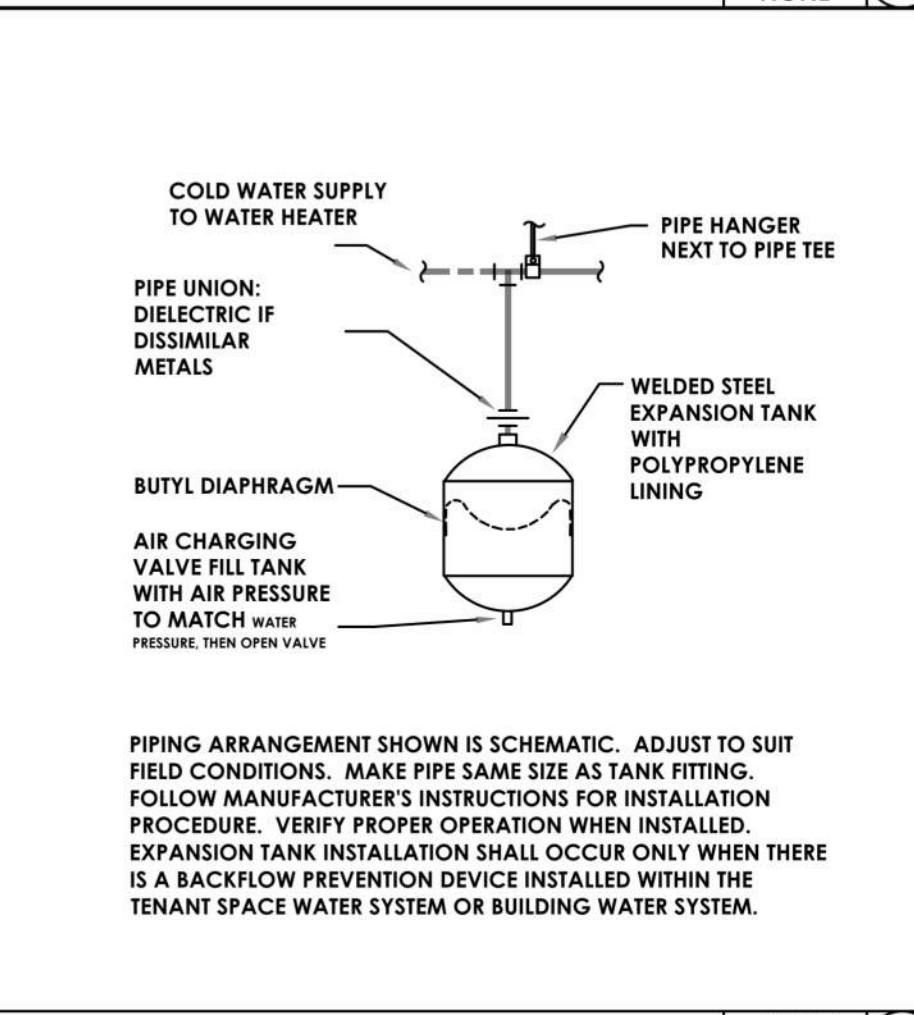 COLD WATER SUPPLY
TO WATER HEATER
PIPE HANGER
NEXT TO PIPE TEE
PIPE UNION:
DIELECTRIC IF
DISSIMILAR
METALS
WELDED STEEL
EXPANSION TANK
WITH
POLYPROPYLENE
LINING
BUTYL DIAPHRAGM
AIR CHARGING
VALVE FILL TANK
WITH AIR PRESSURE
TO MATCH WATER
PRESSURE, THEN OPEN VALVE
PIPING ARRANGEMENT SHOWN IS SCHEMATIC. ADJUST TO SUIT
FIELD CONDITIONS. MAKE PIPE SAME SIZE AS TANK FITTING.
FOLLOW MANUFACTURER'S INSTRUCTIONS FOR INSTALLATION
PROCEDURE. VERIFY PROPER OPERATION WHEN INSTALLED.
EXPANSION TANK INSTALLATION SHALL OCCUR ONLY WHEN THERE
IS A BACKFLOW PREVENTION DEVICE INSTALLED WITHIN THE
TENANT SPACE WATER SYSTEM OR BUILDING WATER SYSTEM.